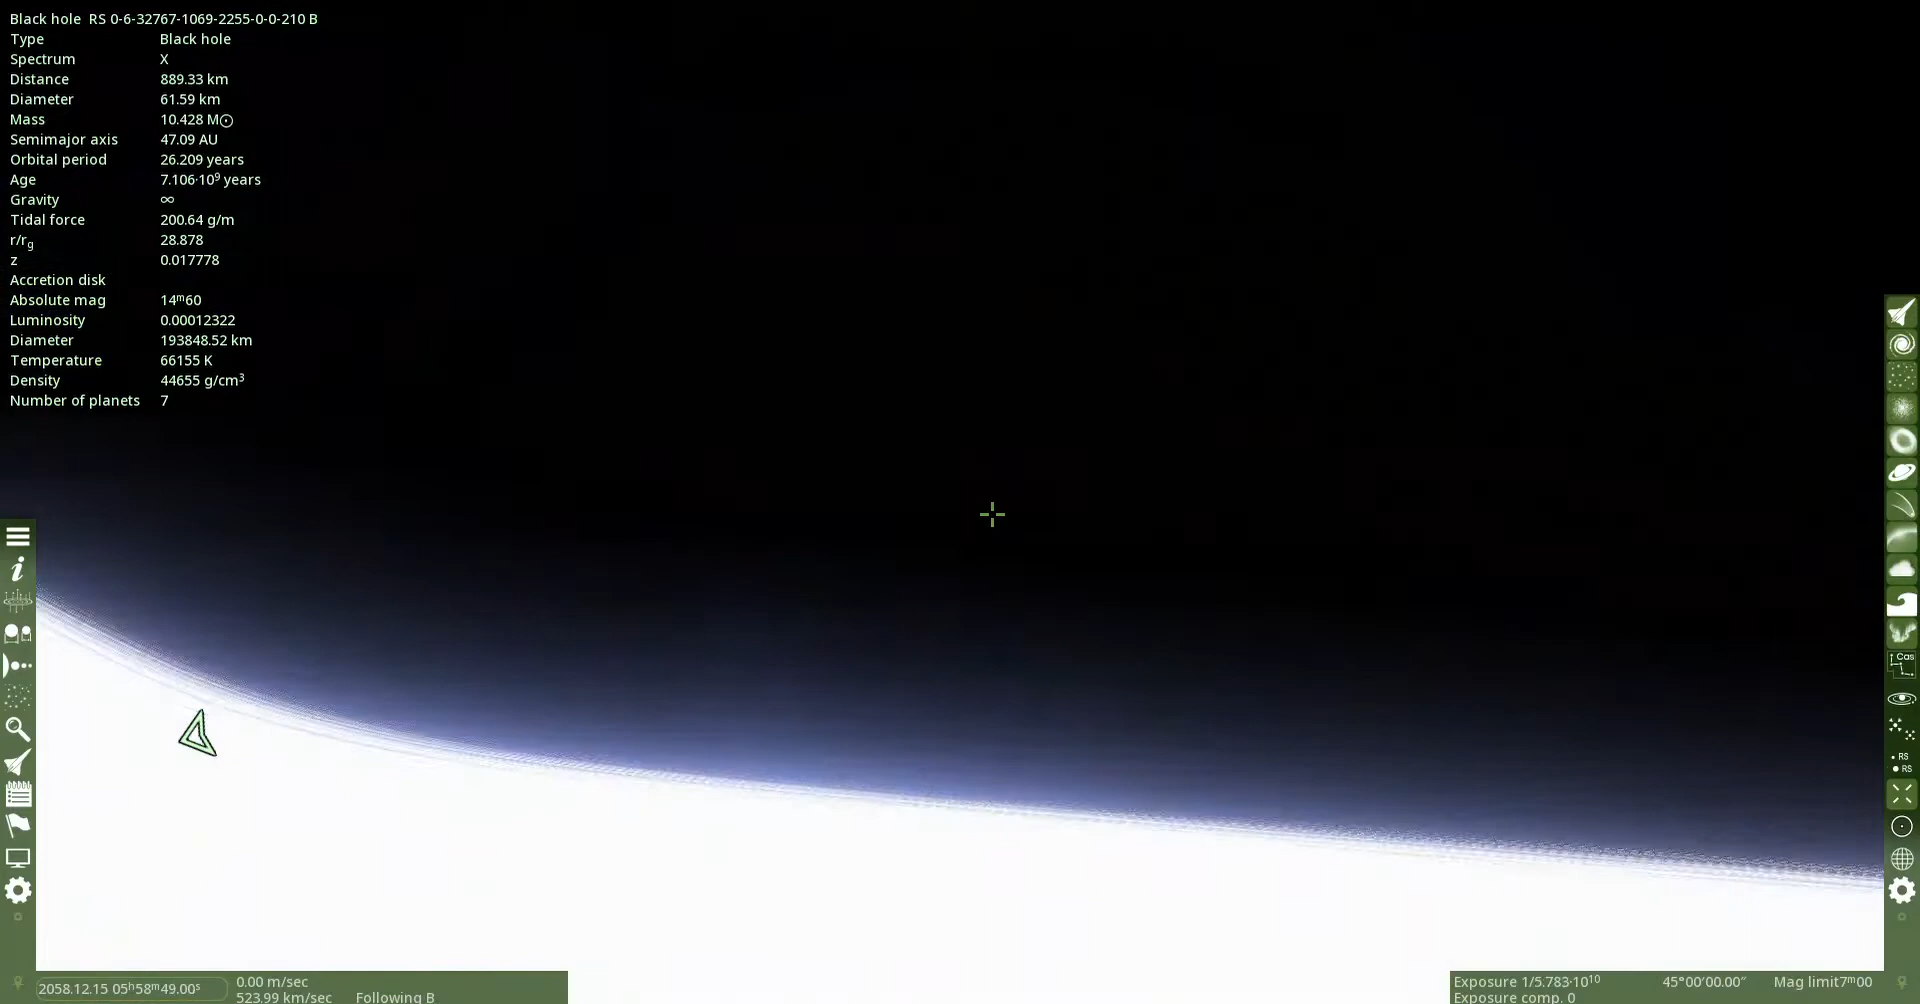 Black hole RS 0-6-32767-1069-2255-0-0-210 B
Type Black hole
Spectrum X
Distance 889.33 km
Diameter 61.59 km
Mass 10.428 M☉
Semimajor axis 47.09 AU
Orbital period 26.209 years
Age 7.106·10⁹ years
Gravity ∞
Tidal force 200.64 g/m
r/rg 28.878
z 0.017778
Accretion disk
Absolute mag 14ᵐ60
Luminosity 0.00012322
Diameter 193848.52 km
Temperature 66155 K
Density 44655 g/cm³
Number of planets 7
Cas
RS
RS
2058.12.15 05ʰ58ᵐ49.00ˢ
0.00 m/sec
523.99 km/sec Following B
Exposure 1/5.783·10¹⁰ 45°00′00.00″ Mag limit7ᵐ00
Exposure comp. 0